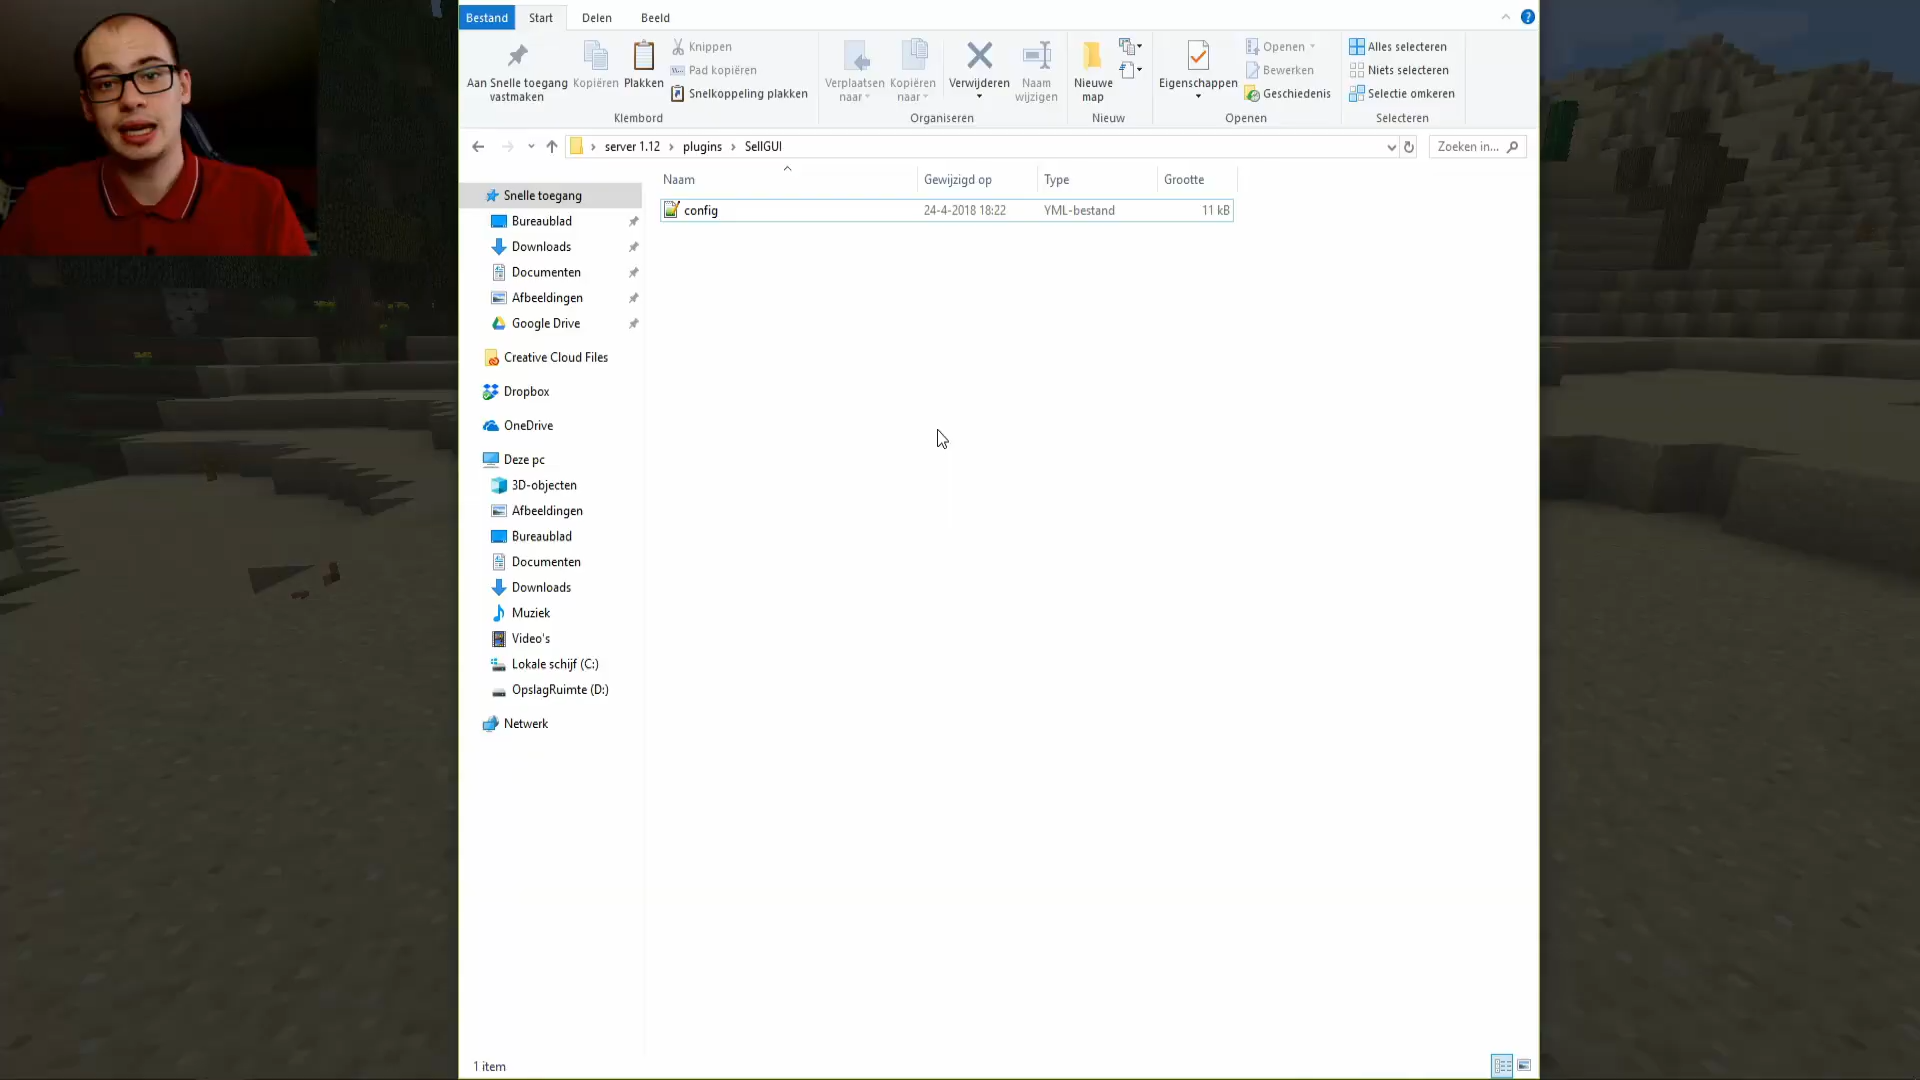 Bestand
Start
Delen
Beeld
Aan Snelle toegang
vastmaken
Kopiëren
Plakken
Knippen
Pad kopiëren
Snelkoppeling plakken
Klembord
Verplaatsen
naar
Kopiëren
naar
Verwijderen
Naam
wijzigen
Organiseren
Nieuwe
map
Nieuw
Eigenschappen
Openen
Bewerken
Geschiedenis
Openen
Alles selecteren
Niets selecteren
Selectie omkeren
Selecteren
server 1.12 › plugins › SellGUI
Zoeken in...
Naam
Gewijzigd op
Type
Grootte
config
24-4-2018 18:22
YML-bestand
11 kB
Snelle toegang
Bureaublad
Downloads
Documenten
Afbeeldingen
Google Drive
Creative Cloud Files
Dropbox
OneDrive
Deze pc
3D-objecten
Afbeeldingen
Bureaublad
Documenten
Downloads
Muziek
Video's
Lokale schijf (C:)
OpslagRuimte (D:)
Netwerk
1 item